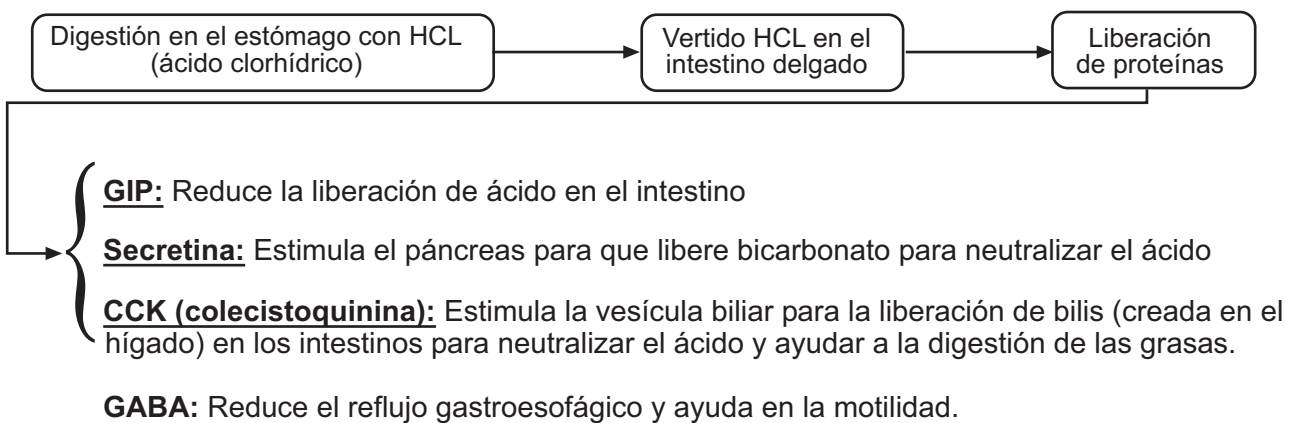 Digestión en el estómago con HCL
(ácido clorhídrico)
Vertido HCL en el
intestino delgado
Liberación
de proteínas
GIP: Reduce la liberación de ácido en el intestino
Secretina: Estimula el páncreas para que libere bicarbonato para neutralizar el ácido
CCK (colecistoquinina): Estimula la vesícula biliar para la liberación de bilis (creada en el
hígado) en los intestinos para neutralizar el ácido y ayudar a la digestión de las grasas.
GABA: Reduce el reflujo gastroesofágico y ayuda en la motilidad.